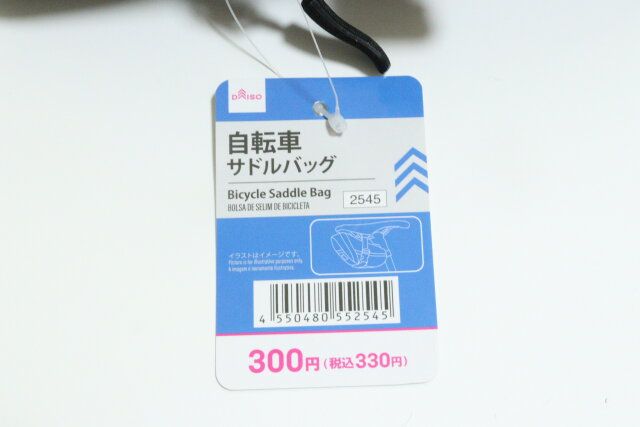 DAISO
自転車
サドルバッグ
Bicycle Saddle Bag
2545
BOLSA DE SELIM DE BICICLETA
イラストはイメージです。
Picture is for illustrative purposes only.
A imagem é meramente ilustrativa.
4 550480 552545
300円(税込330円)